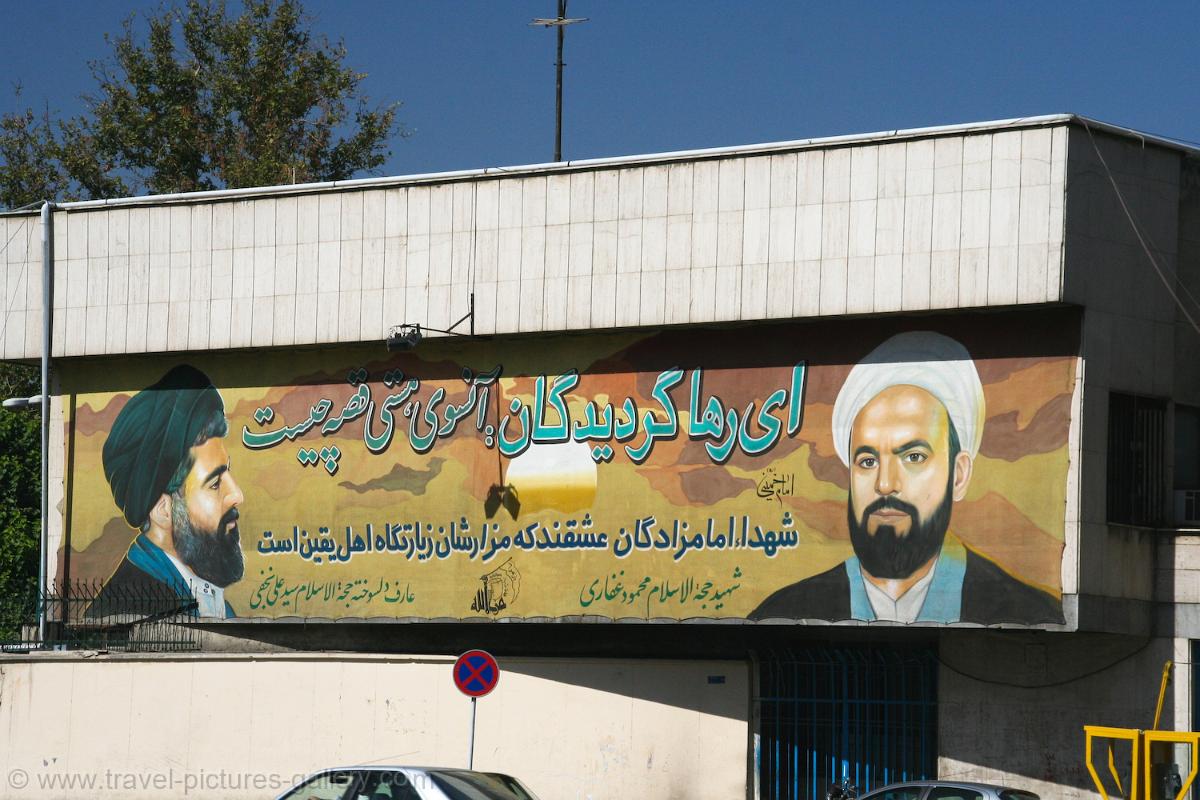 ای رها گردیدگان: آنسوی هستی قصه چیست
امام خمینی
شهداء، امامزادگان عشقند که مزارشان زیارتگاه اهل یقین است
شهید حجة الاسلام محمود غفاری
عارف دلسوخته حجة الاسلام سید علی نجفی
© www.travel-pictures-gallery.com